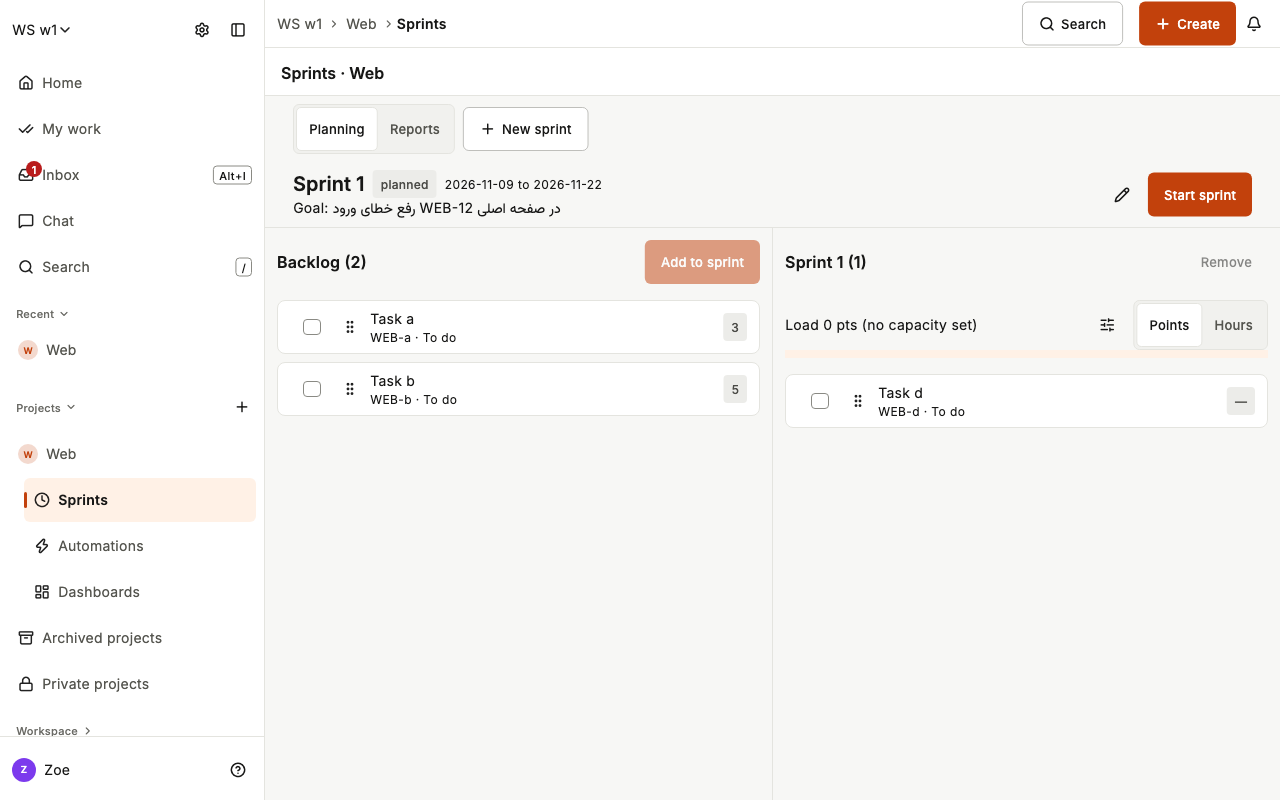 WS w1
Home
My work
1
Inbox
Alt+I
Chat
Search
/
Recent
W
Web
Projects
W
Web
Sprints
Automations
Dashboards
Archived projects
Private projects
Workspace
Z
Zoe
WS w1 > Web > Sprints
Search
Create
Sprints · Web
Planning
Reports
New sprint
Sprint 1 planned 2026-11-09 to 2026-11-22
Goal: رفع خطای ورود WEB-12 در صفحه اصلی
Start sprint
Backlog (2)
Add to sprint
Task a
WEB-a · To do
3
Task b
WEB-b · To do
5
Sprint 1 (1)
Remove
Load 0 pts (no capacity set)
Points
Hours
Task d
WEB-d · To do
—